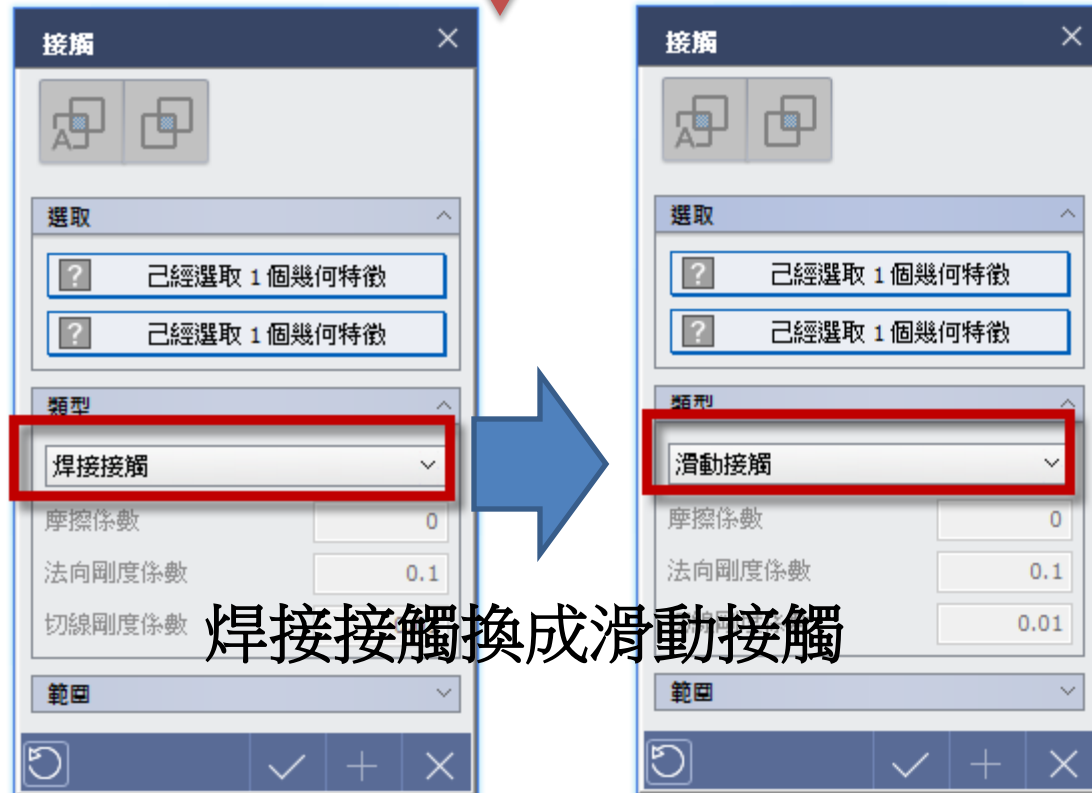 接觸
A
選取
? 己經選取 1 個幾何特徵
? 己經選取 1 個幾何特徵
類型
焊接接觸
摩擦係數 0
法向剛度係數 0.1
切線剛度係數
範圍
接觸
A
選取
? 己經選取 1 個幾何特徵
? 己經選取 1 個幾何特徵
類型
滑動接觸
摩擦係數 0
法向剛度係數 0.1
0.01
範圍
焊接接觸換成滑動接觸